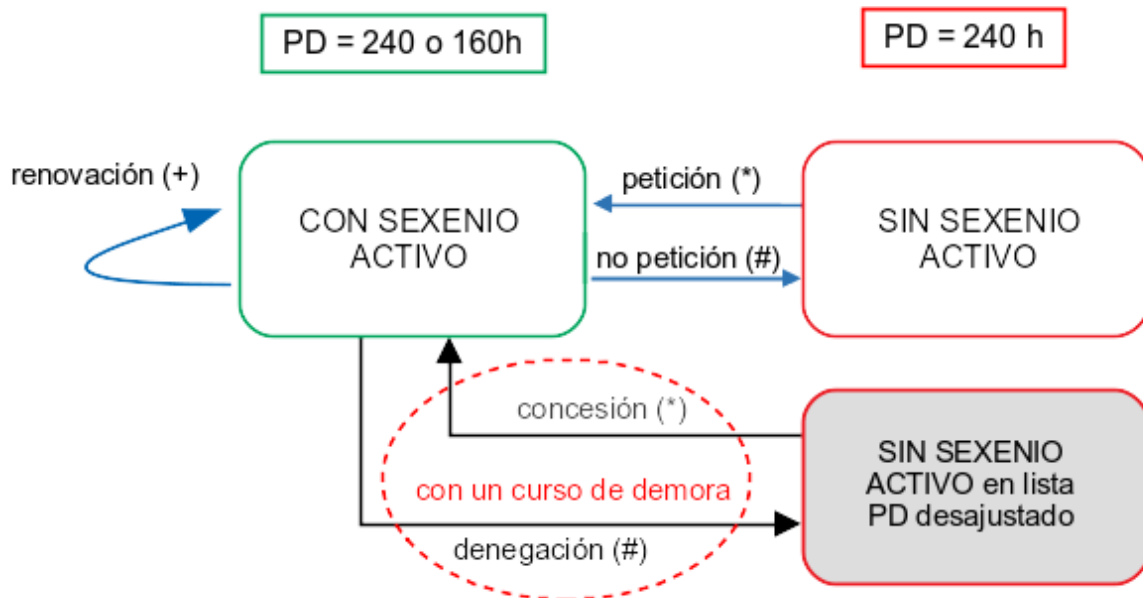 PD = 240 o 160h
PD = 240 h
renovación (+)
CON SEXENIO
ACTIVO
petición (*)
no petición (#)
SIN SEXENIO
ACTIVO
concesión (*)
con un curso de demora
denegación (#)
SIN SEXENIO
ACTIVO en lista
PD desajustado